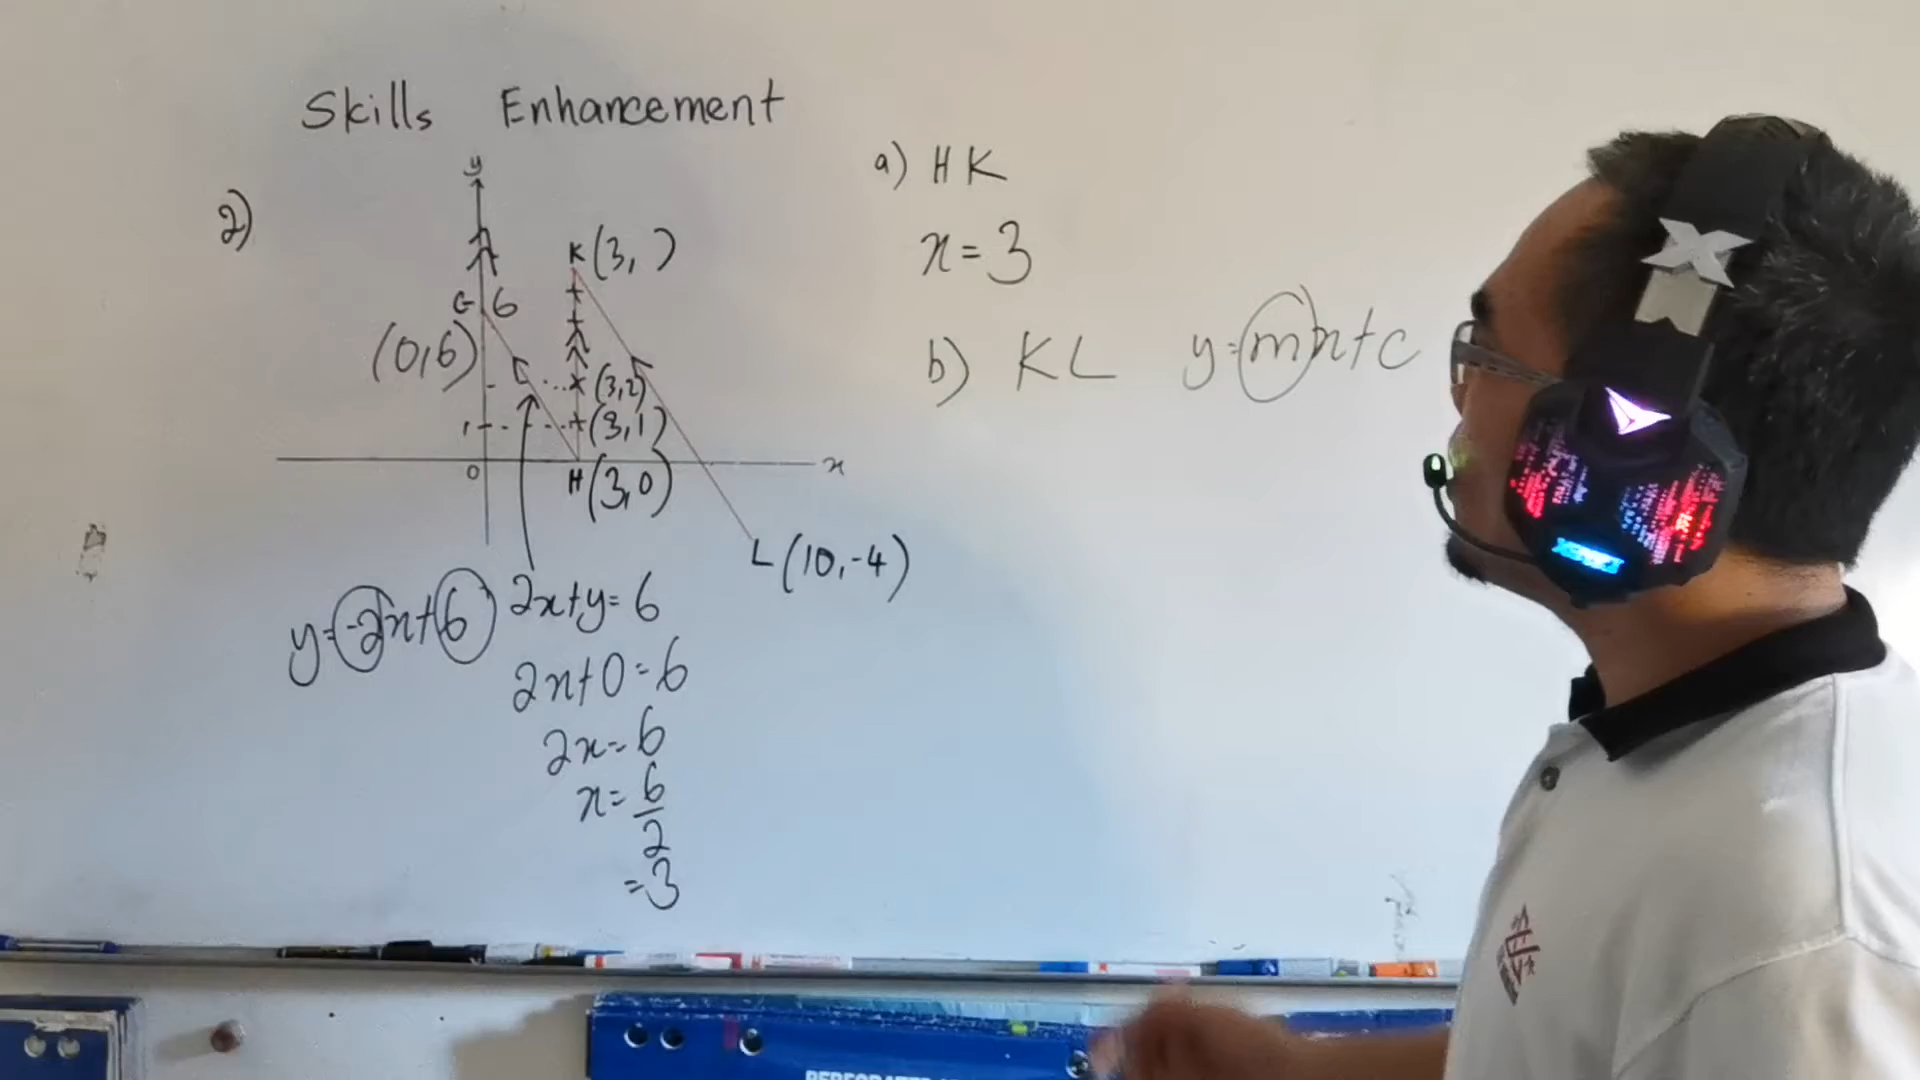 Skills Enhancement
2)
y
K(3, )
G 6
(0,6)
(3,2)
1
(3,1)
0
H(3,0)
x
L(10,-4)
y=-2x+6
2x+y=6
2x+0=6
2x=6
x=6/2
=3
a) HK
x=3
b) KL y=mx+c